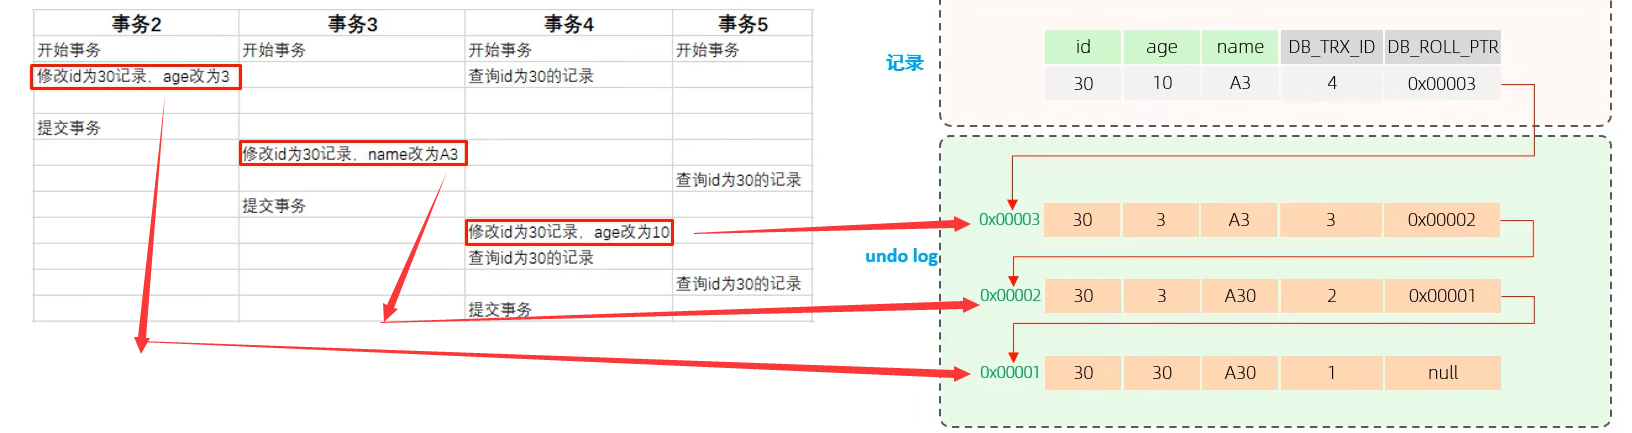 事务2 事务3 事务4 事务5
开始事务 开始事务 开始事务 开始事务
修改id为30记录，age改为3 查询id为30的记录
提交事务
修改id为30记录，name改为A3
查询id为30的记录
提交事务
修改id为30记录，age改为10
查询id为30的记录
查询id为30的记录
提交事务
记录
id age name DB_TRX_ID DB_ROLL_PTR
30 10 A3 4 0x00003
undo log
0x00003 30 3 A3 3 0x00002
0x00002 30 3 A30 2 0x00001
0x00001 30 30 A30 1 null